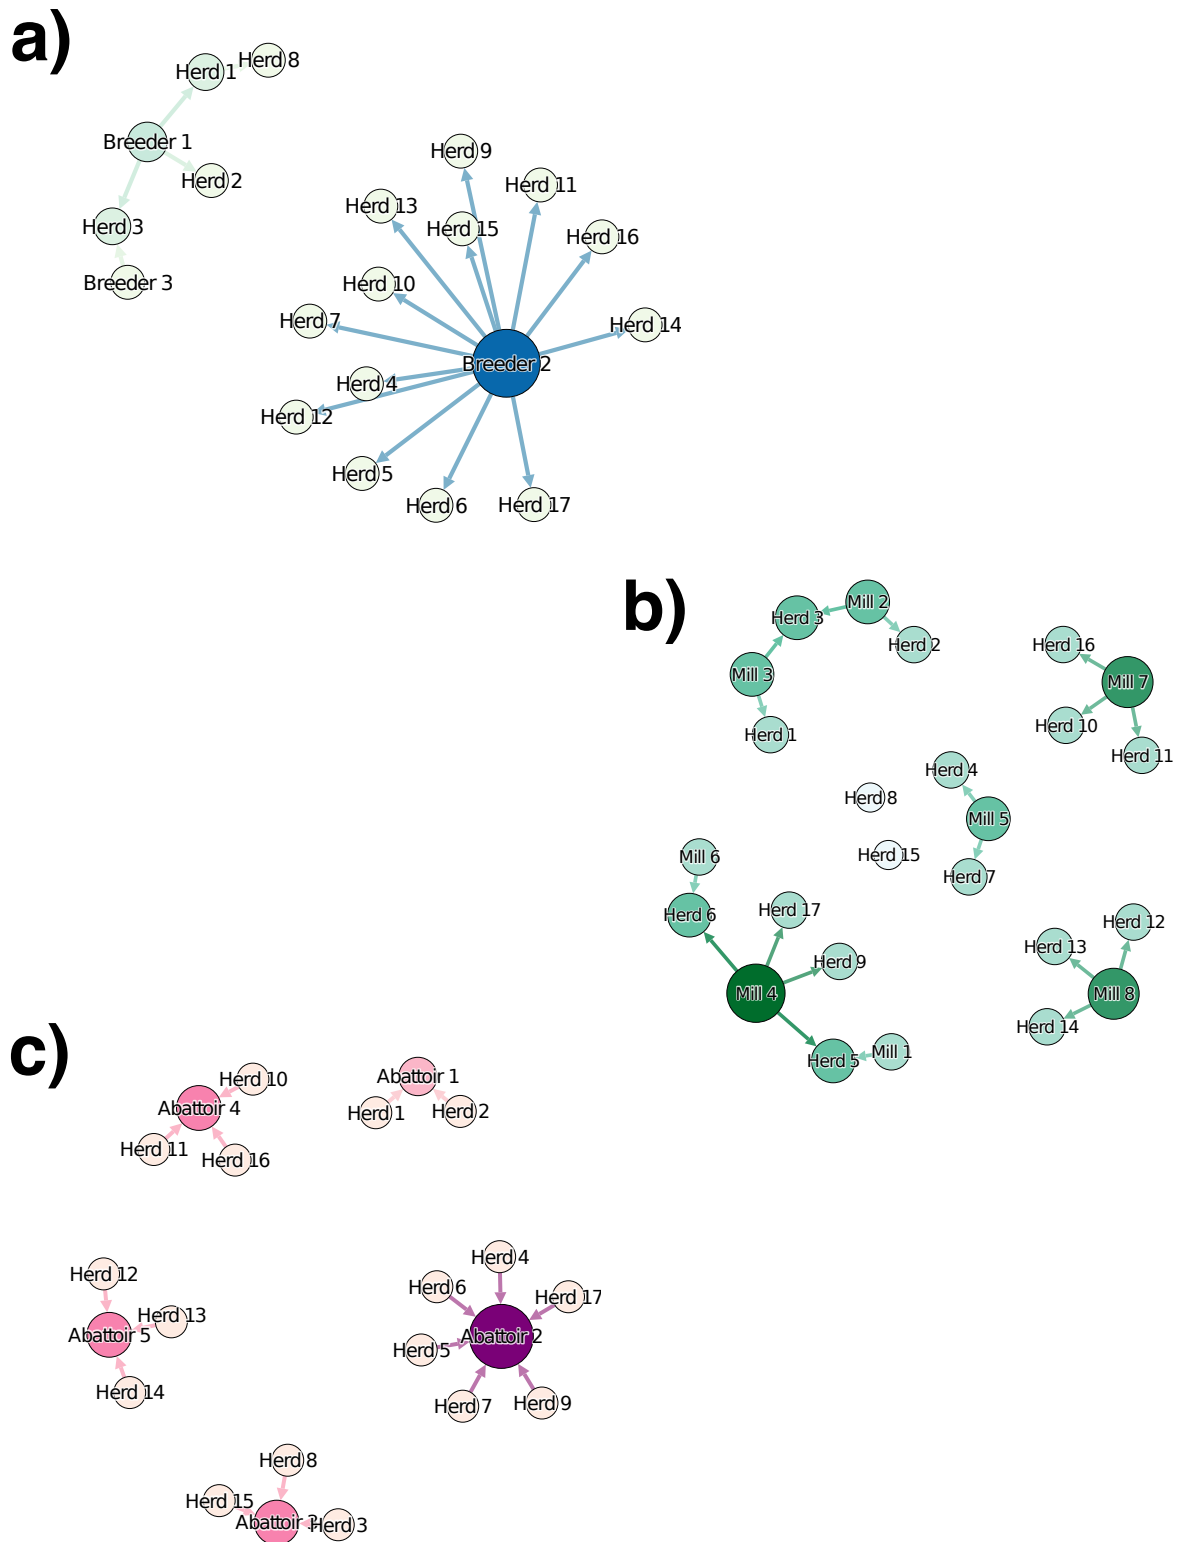 a)
Herd 8
Herd 1
Breeder 1
Herd 2
Herd 3
Breeder 3
Herd 9
Herd 11
Herd 13
Herd 15
Herd 16
Herd 10
Herd 7
Herd 14
Breeder 2
Herd 4
Herd 12
Herd 5
Herd 6
Herd 17
b)
Mill 2
Herd 3
Herd 2
Mill 3
Herd 1
Herd 16
Mill 7
Herd 10
Herd 11
Herd 4
Herd 8
Mill 5
Herd 15
Herd 7
Mill 6
Herd 6
Herd 17
Herd 9
Mill 4
Herd 5
Mill 1
Herd 12
Herd 13
Mill 8
Herd 14
c)
Herd 10
Abattoir 4
Herd 11
Herd 16
Abattoir 1
Herd 1
Herd 2
Herd 12
Herd 13
Abattoir 5
Herd 14
Herd 4
Herd 6
Herd 17
Abattoir 2
Herd 5
Herd 7
Herd 9
Herd 8
Herd 15
Abattoir
Herd 3